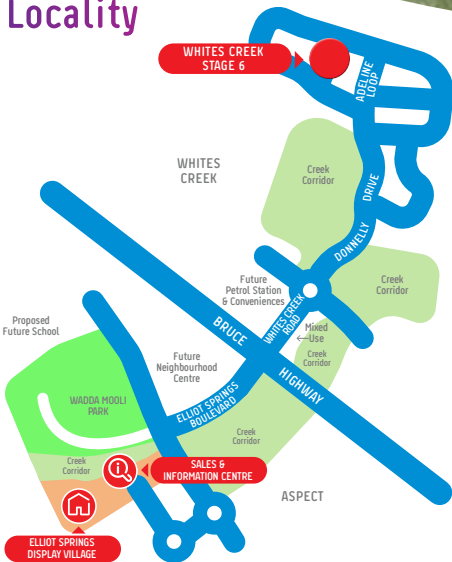 Locality
WHITES CREEK
STAGE 6
ADELINE
LOOP
WHITES
CREEK
Creek
Corridor
DONNELLY DRIVE
Future
Petrol Station
& Conveniences
Creek
Corridor
WHITES CREEK
ROAD
Mixed
Use
Proposed
Future School
BRUCE HIGHWAY
Future
Neighbourhood
Centre
Creek
Corridor
WADDA MOOLI
PARK
ELLIOT SPRINGS
BOULEVARD
Creek
Corridor
Creek
Corridor
SALES &
INFORMATION CENTRE
ASPECT
ELLIOT SPRINGS
DISPLAY VILLAGE